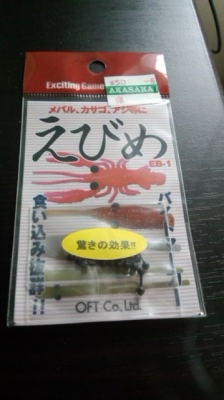 Exciting Game
AKASAKA
メバル、カサゴ、アジ等に
えびめ
EB-1
食い込み抜群!!
驚きの効果!!
OFT Co., Ltd.